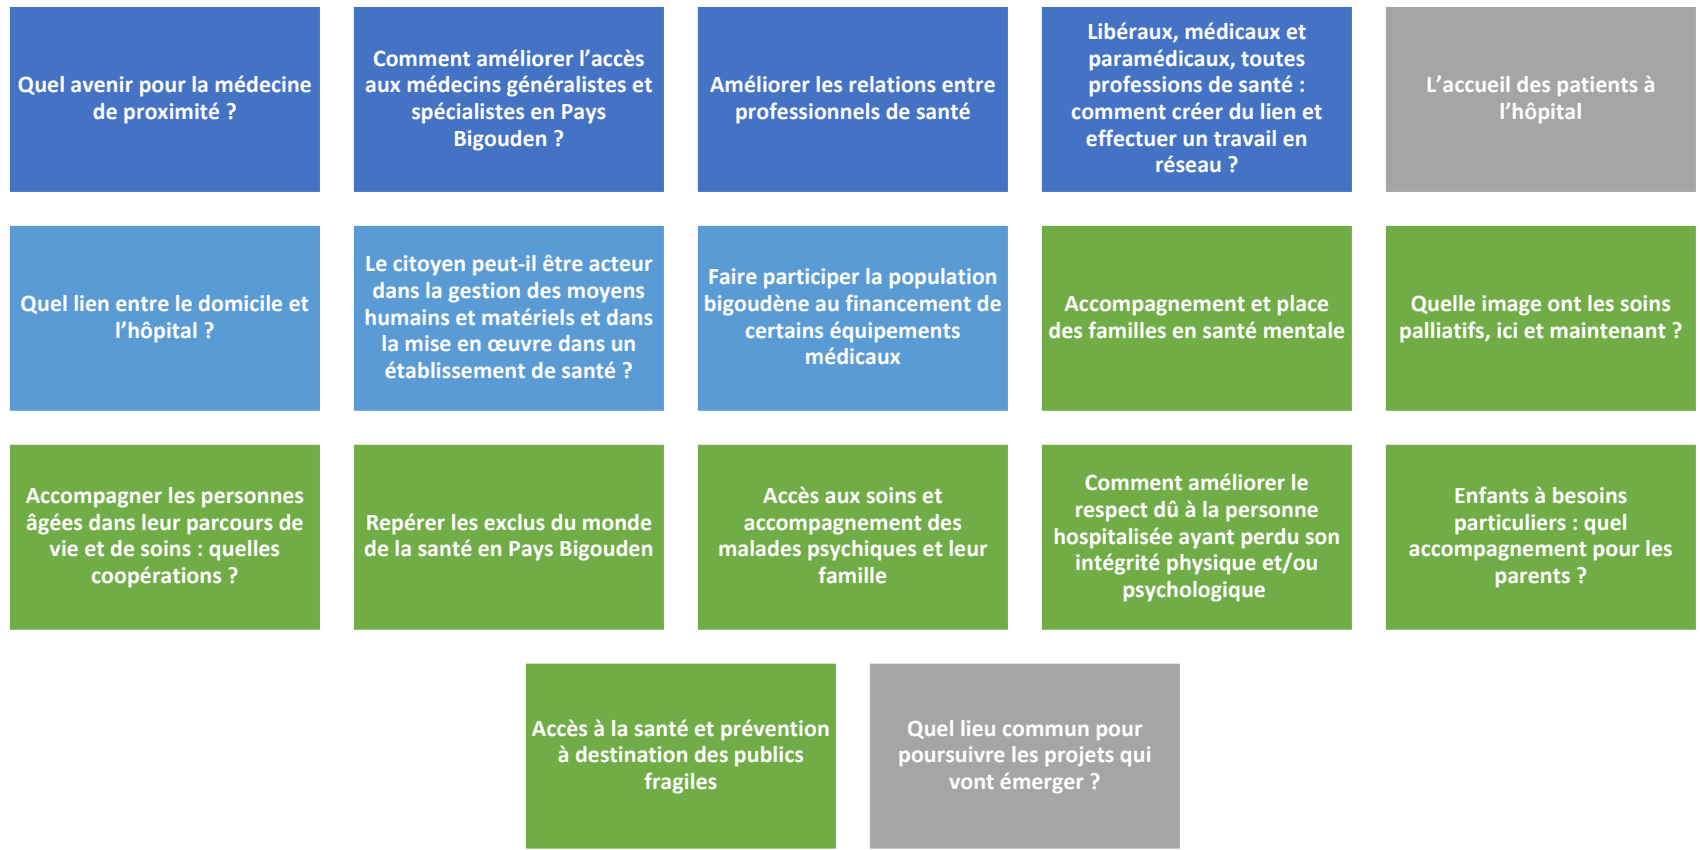 Quel avenir pour la médecine
de proximité ?
Comment améliorer l’accès
aux médecins généralistes et
spécialistes en Pays
Bigouden ?
Améliorer les relations entre
professionnels de santé
Libéraux, médicaux et
paramédicaux, toutes
professions de santé :
comment créer du lien et
effectuer un travail en
réseau ?
L’accueil des patients à
l’hôpital
Quel lien entre le domicile et
l’hôpital ?
Le citoyen peut-il être acteur
dans la gestion des moyens
humains et matériels et dans
la mise en œuvre dans un
établissement de santé ?
Faire participer la population
bigoudène au financement de
certains équipements
médicaux
Accompagnement et place
des familles en santé mentale
Quelle image ont les soins
palliatifs, ici et maintenant ?
Accompagner les personnes
âgées dans leur parcours de
vie et de soins : quelles
coopérations ?
Repérer les exclus du monde
de la santé en Pays Bigouden
Accès aux soins et
accompagnement des
malades psychiques et leur
famille
Comment améliorer le
respect dû à la personne
hospitalisée ayant perdu son
intégrité physique et/ou
psychologique
Enfants à besoins
particuliers : quel
accompagnement pour les
parents ?
Accès à la santé et prévention
à destination des publics
fragiles
Quel lieu commun pour
poursuivre les projets qui
vont émerger ?